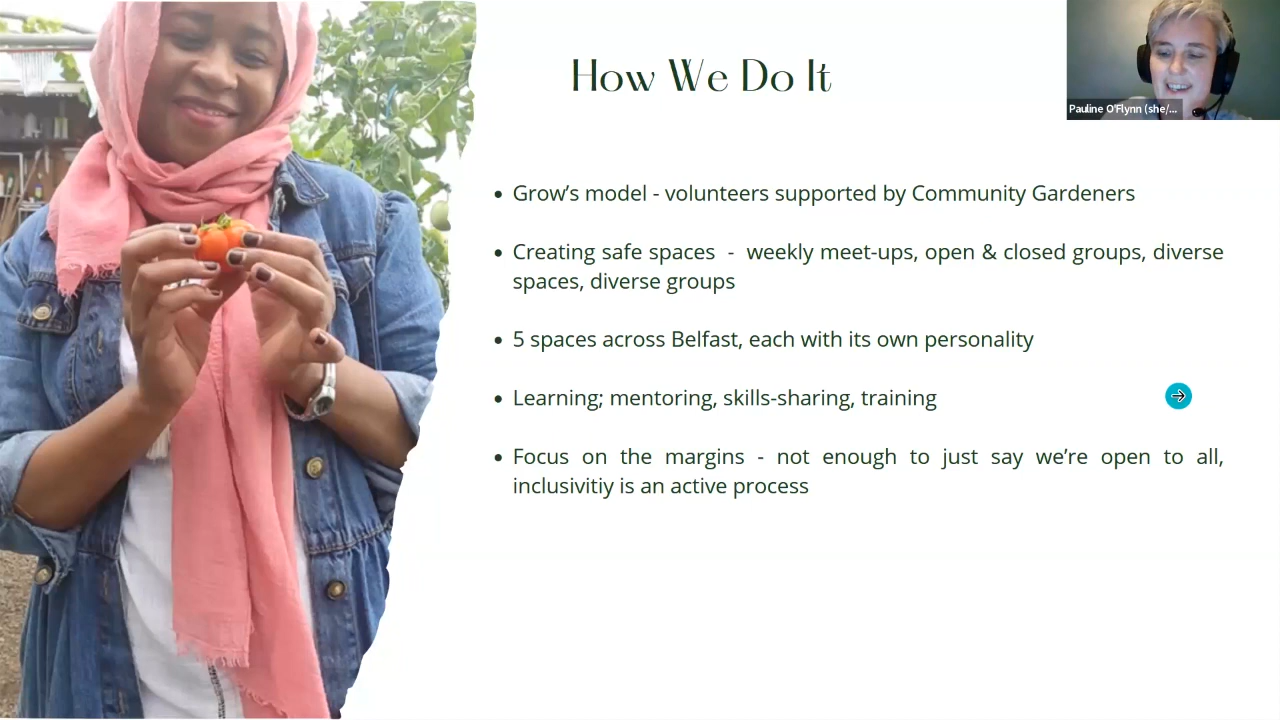 How We Do It
Pauline O'Flynn (she/...
• Grow's model - volunteers supported by Community Gardeners
• Creating safe spaces - weekly meet-ups, open & closed groups, diverse
spaces, diverse groups
• 5 spaces across Belfast, each with its own personality
• Learning; mentoring, skills-sharing, training
• Focus on the margins - not enough to just say we're open to all,
inclusivitiy is an active process